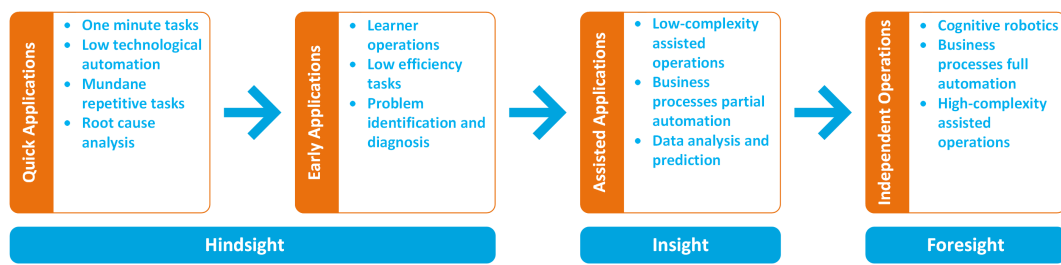 Quick Applications
• One minute tasks
• Low technological
automation
• Mundane
repetitive tasks
• Root cause
analysis
Early Applications
• Learner
operations
• Low efficiency
tasks
• Problem
identification and
diagnosis
Assisted Applications
• Low-complexity
assisted
operations
• Business
processes partial
automation
• Data analysis and
prediction
Independent Operations
• Cognitive robotics
• Business
processes full
automation
• High-complexity
assisted
operations
Hindsight
Insight
Foresight